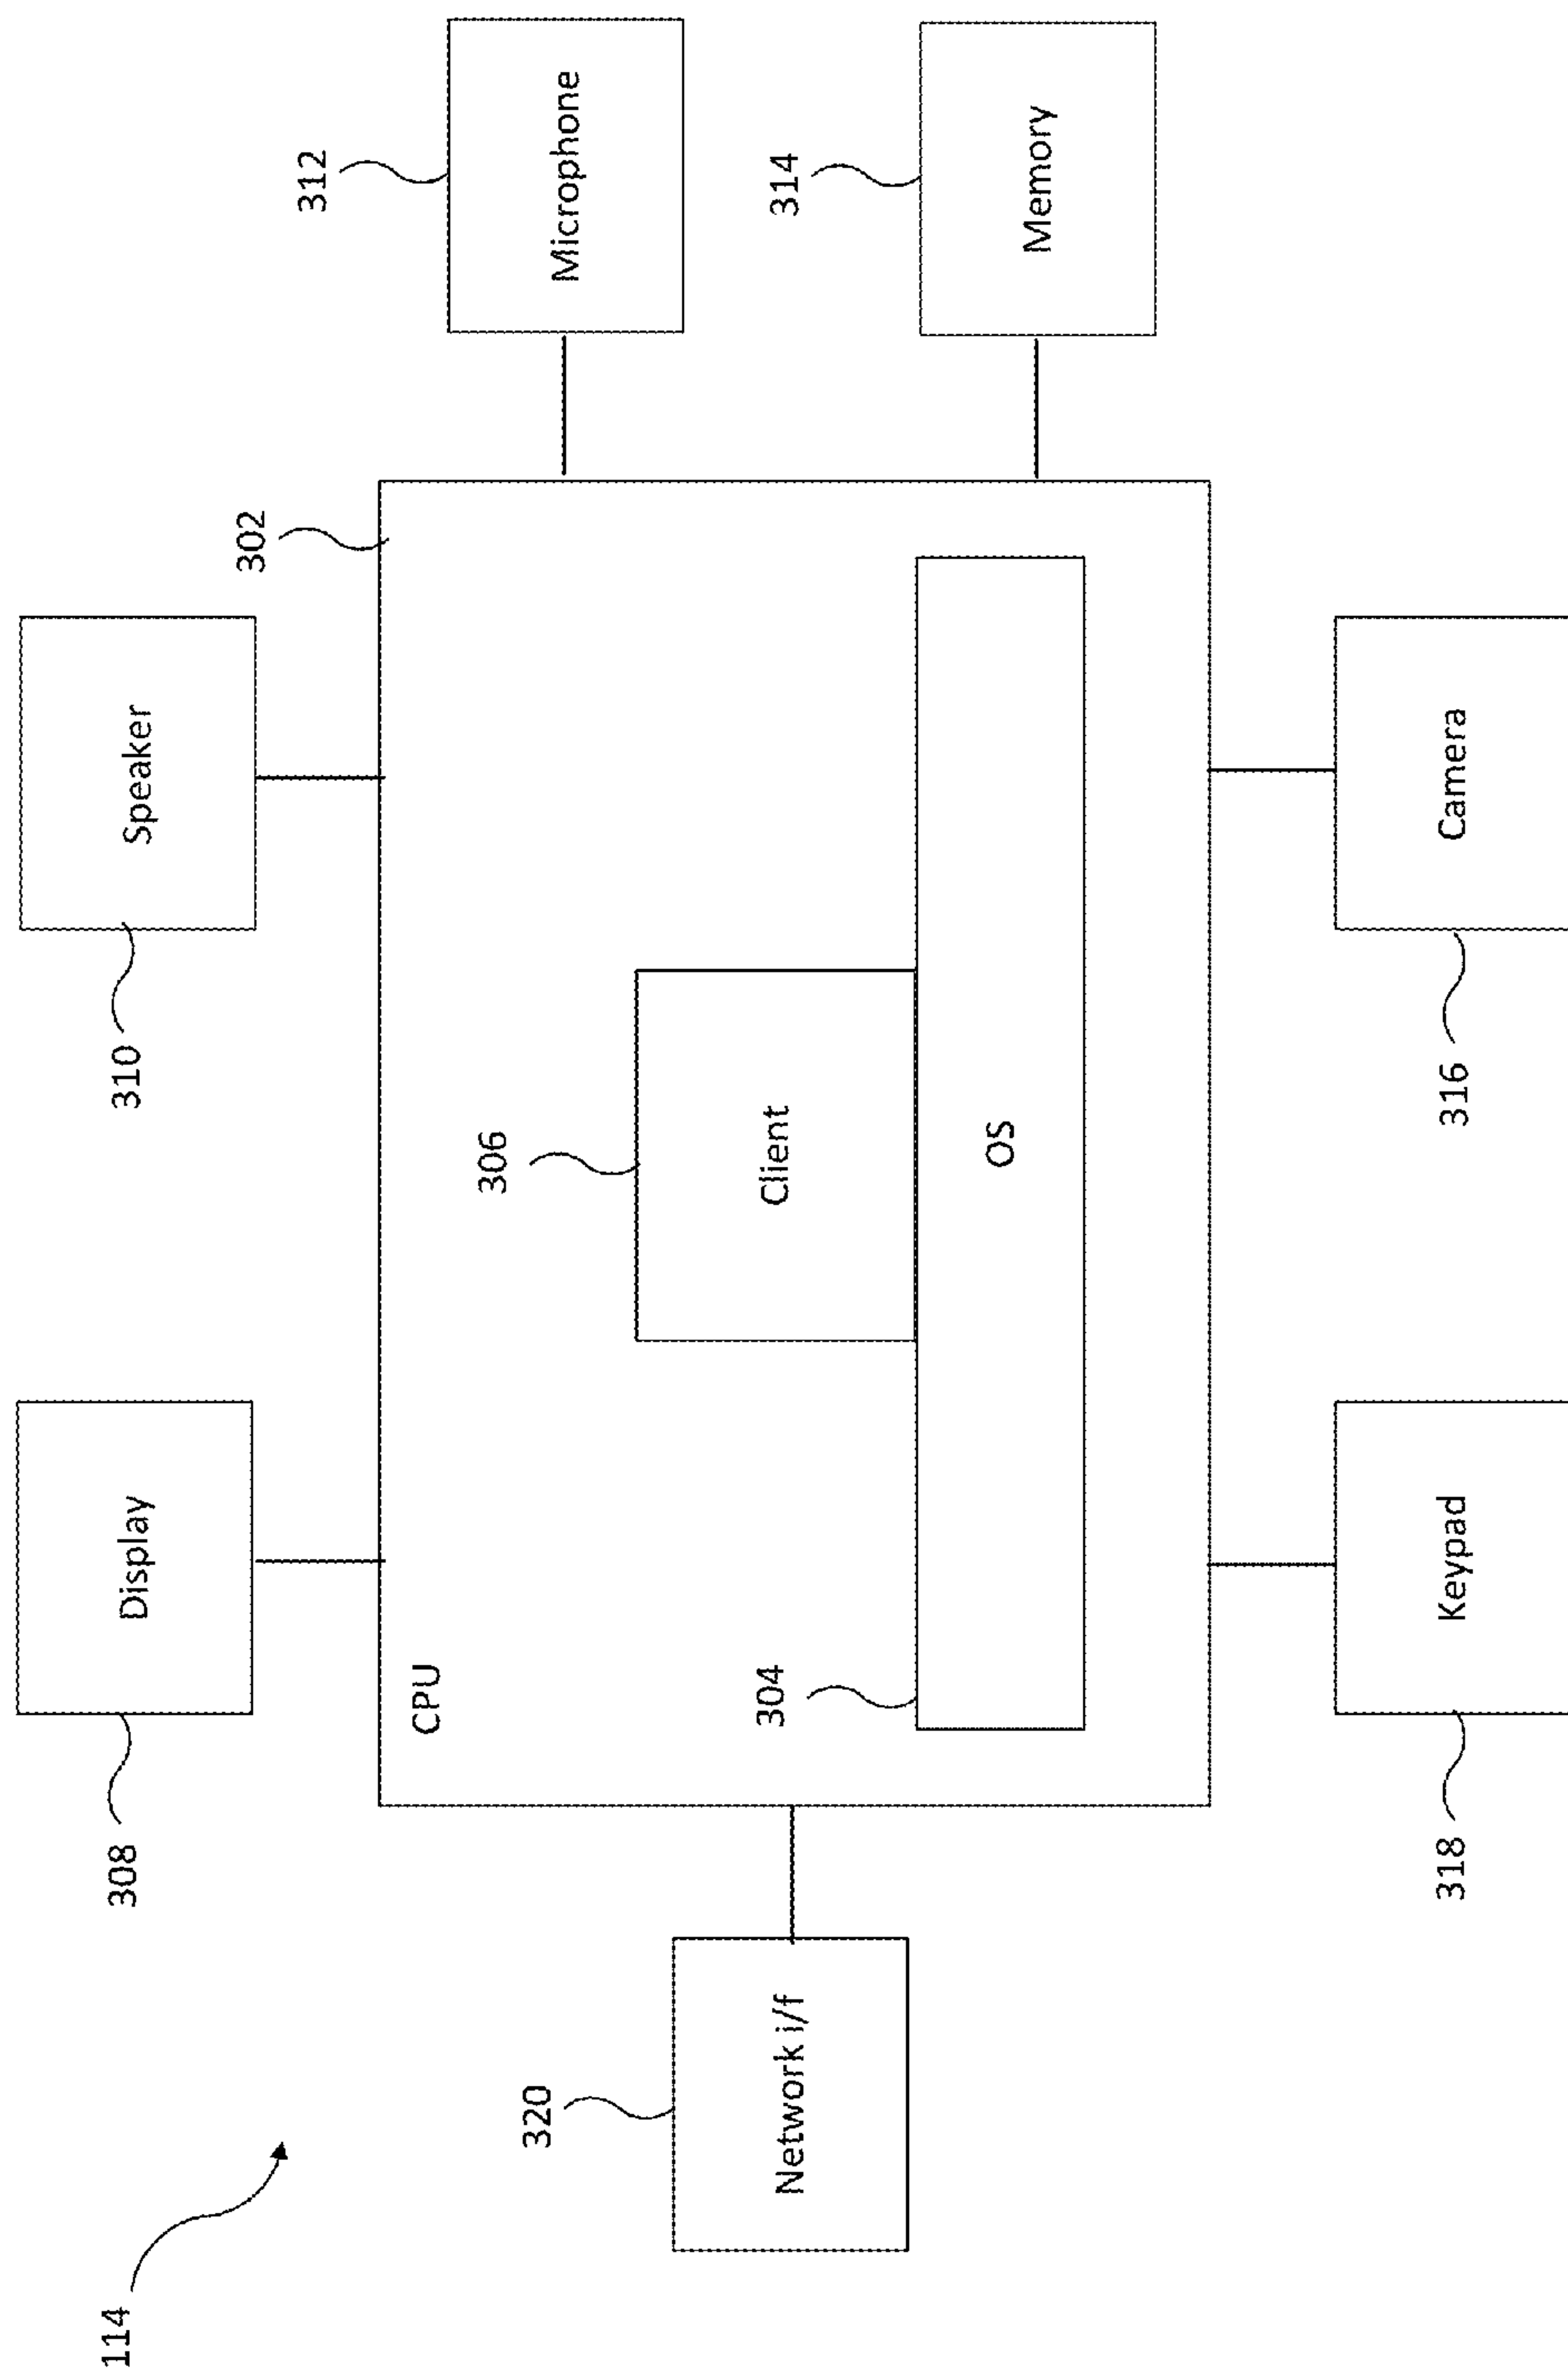 114
308
Display
310
Speaker
302
CPU
312
Microphone
306
Client
304
OS
314
Memory
320
Network i/f
318
Keypad
316
Camera